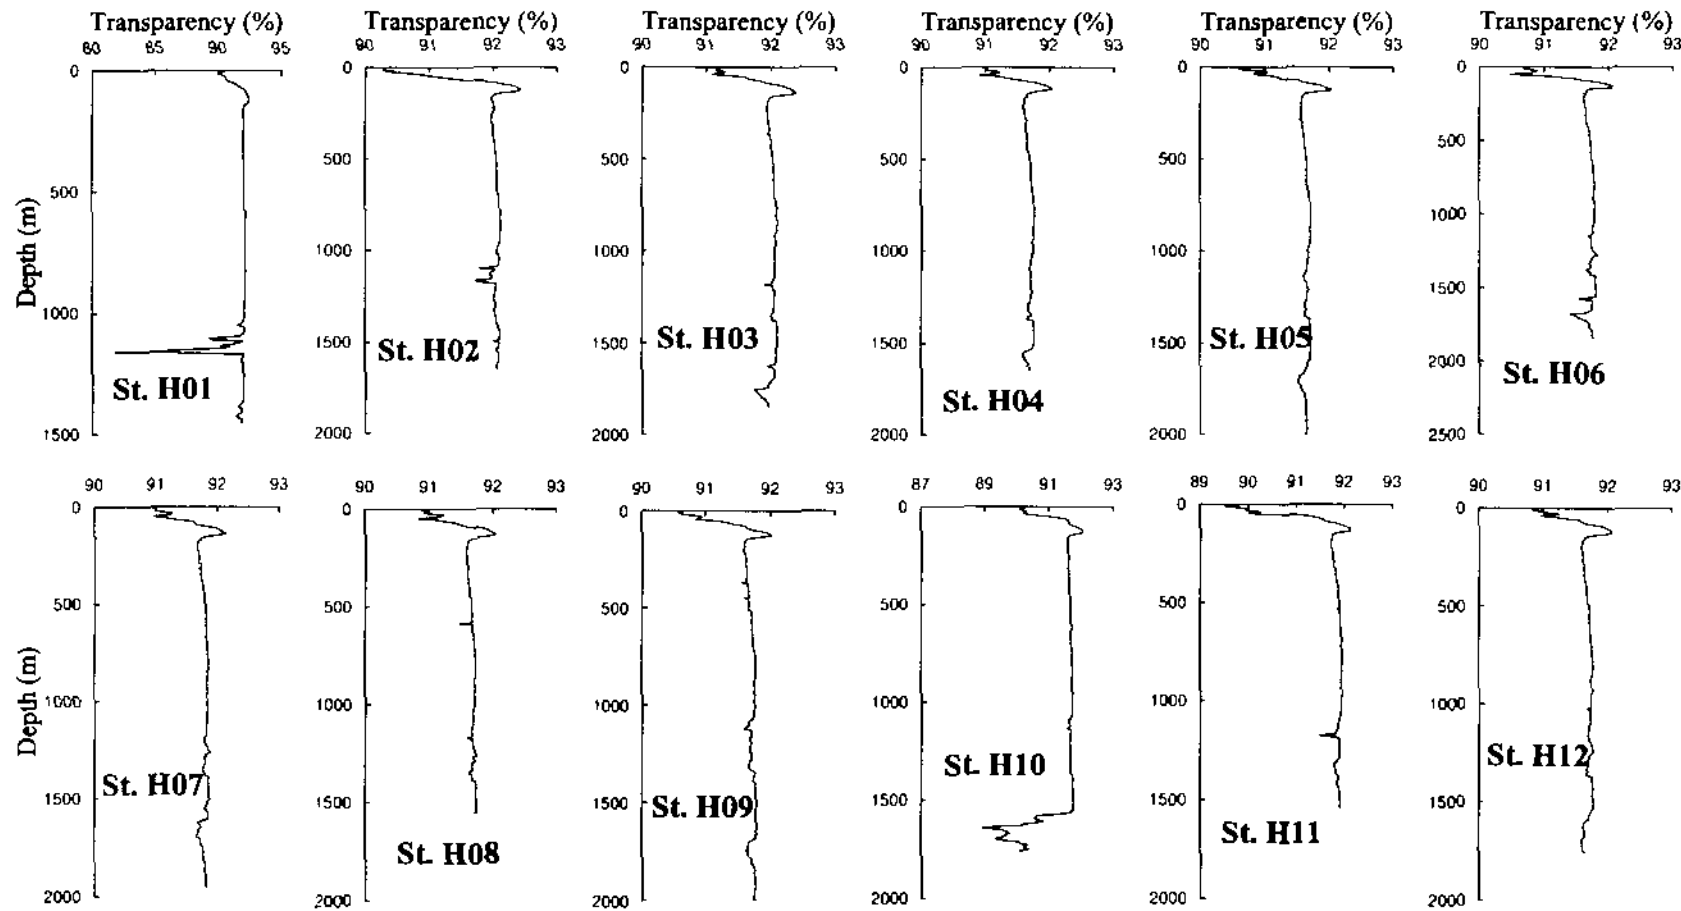 Transparency (%) Transparency (%) Transparency (%) Transparency (%) Transparency (%) Transparency (%)
80 85 90 95 90 91 92 93 90 91 92 93 90 91 92 93 90 91 92 93 90 91 92 93
0 0 0 0 0 0
500 500 500 500 500 500
1000 1000 1000 1000 1000 1000
1500 1500 1500 1500 1500 1500
2000 2000 2000 2000 2000
2500
Depth (m)
St. H01 St. H02 St. H03 St. H04 St. H05 St. H06
90 91 92 93 90 91 92 93 90 91 92 93 87 89 91 93 89 90 91 92 93 90 91 92 93
0 0 0 0 0 0
500 500 500 500 500 500
1000 1000 1000 1000 1000 1000
1500 1500 1500 1500 1500 1500
2000 2000 2000 2000 2000 2000
Depth (m)
St. H07 St. H08 St. H09 St. H10 St. H11 St. H12